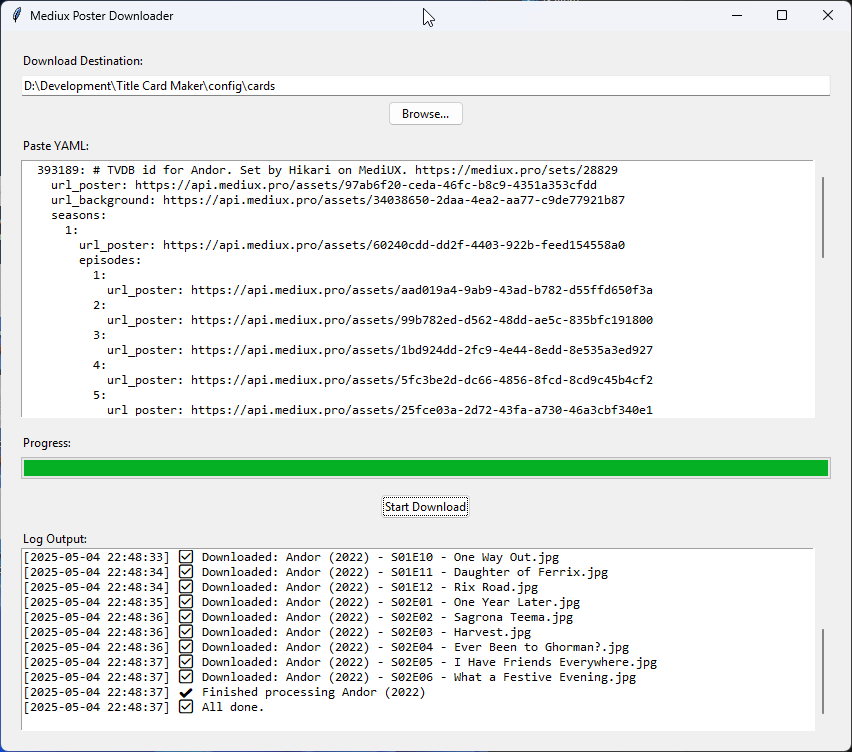 Mediux Poster Downloader
Download Destination:
D:\Development\Title Card Maker\config\cards
Browse...
Paste YAML:
393189: # TVDB id for Andor. Set by Hikari on MediUX. https://mediux.pro/sets/28829
url_poster: https://api.mediux.pro/assets/97ab6f20-ceda-46fc-b8c9-4351a353cfdd
url_background: https://api.mediux.pro/assets/34038650-2daa-4ea2-aa77-c9de77921b87
seasons:
1:
url_poster: https://api.mediux.pro/assets/60240cdd-dd2f-4403-922b-feed154558a0
episodes:
1:
url_poster: https://api.mediux.pro/assets/aad019a4-9ab9-43ad-b782-d55ffd650f3a
2:
url_poster: https://api.mediux.pro/assets/99b782ed-d562-48dd-ae5c-835bfc191800
3:
url_poster: https://api.mediux.pro/assets/1bd924dd-2fc9-4e44-8edd-8e535a3ed927
4:
url_poster: https://api.mediux.pro/assets/5fc3be2d-dc66-4856-8fcd-8cd9c45b4cf2
5:
url_poster: https://api.mediux.pro/assets/25fce03a-2d72-43fa-a730-46a3cbf340e1
Progress:
Start Download
Log Output:
[2025-05-04 22:48:33] ☑ Downloaded: Andor (2022) - S01E10 - One Way Out.jpg
[2025-05-04 22:48:34] ☑ Downloaded: Andor (2022) - S01E11 - Daughter of Ferrix.jpg
[2025-05-04 22:48:34] ☑ Downloaded: Andor (2022) - S01E12 - Rix Road.jpg
[2025-05-04 22:48:35] ☑ Downloaded: Andor (2022) - S02E01 - One Year Later.jpg
[2025-05-04 22:48:36] ☑ Downloaded: Andor (2022) - S02E02 - Sagrona Teema.jpg
[2025-05-04 22:48:36] ☑ Downloaded: Andor (2022) - S02E03 - Harvest.jpg
[2025-05-04 22:48:36] ☑ Downloaded: Andor (2022) - S02E04 - Ever Been to Ghorman?.jpg
[2025-05-04 22:48:37] ☑ Downloaded: Andor (2022) - S02E05 - I Have Friends Everywhere.jpg
[2025-05-04 22:48:37] ☑ Downloaded: Andor (2022) - S02E06 - What a Festive Evening.jpg
[2025-05-04 22:48:37] ✔ Finished processing Andor (2022)
[2025-05-04 22:48:37] ☑ All done.